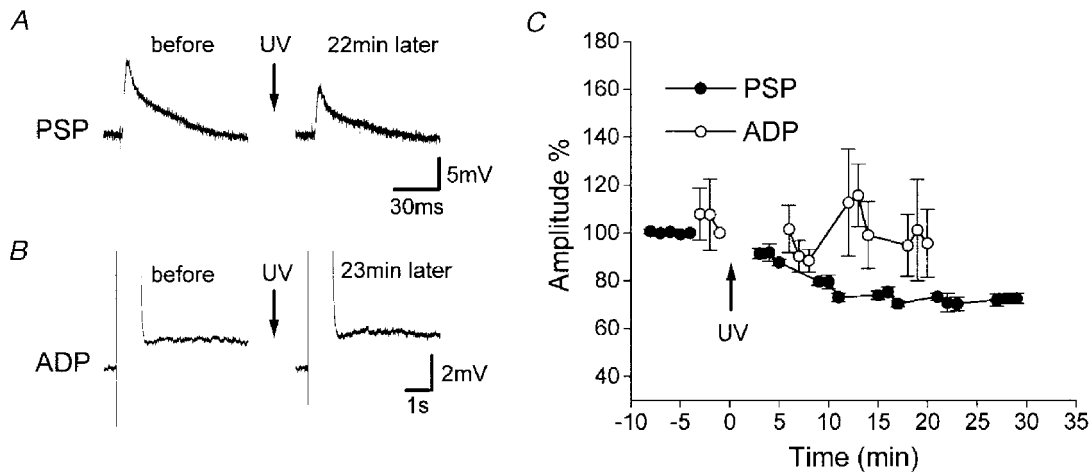 A
before
UV
22min later
PSP
5mV
30ms
B
before
UV
23min later
ADP
2mV
1s
C
180
160
140
120
100
80
60
40
Amplitude %
PSP
ADP
UV
-10 -5 0 5 10 15 20 25 30 35
Time (min)